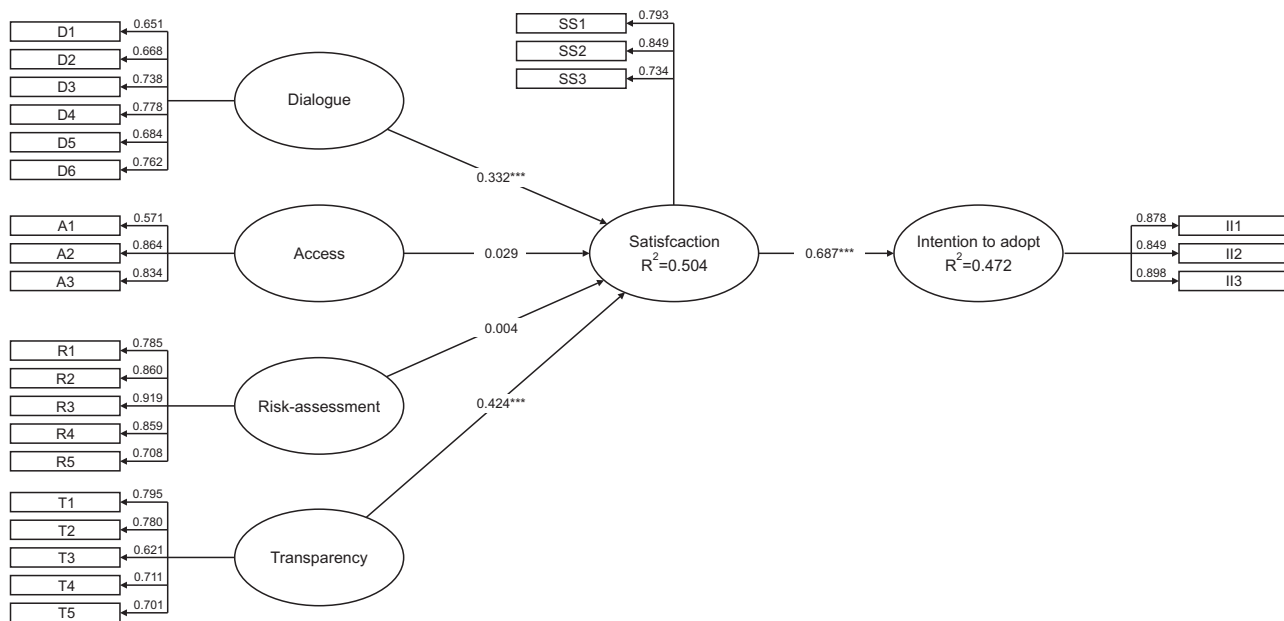 D1 0.651
D2 0.668
D3 0.738
D4 0.778
D5 0.684
D6 0.762
Dialogue
SS1 0.793
SS2 0.849
SS3 0.734
0.332***
A1 0.571
A2 0.864
A3 0.834
Access
0.029
Satisfcaction
R²=0.504
0.687***
Intention to adopt
R²=0.472
0.878 II1
0.849 II2
0.898 II3
0.004
R1 0.785
R2 0.860
R3 0.919
R4 0.859
R5 0.708
Risk-assessment
0.424***
T1 0.795
T2 0.780
T3 0.621
T4 0.711
T5 0.701
Transparency